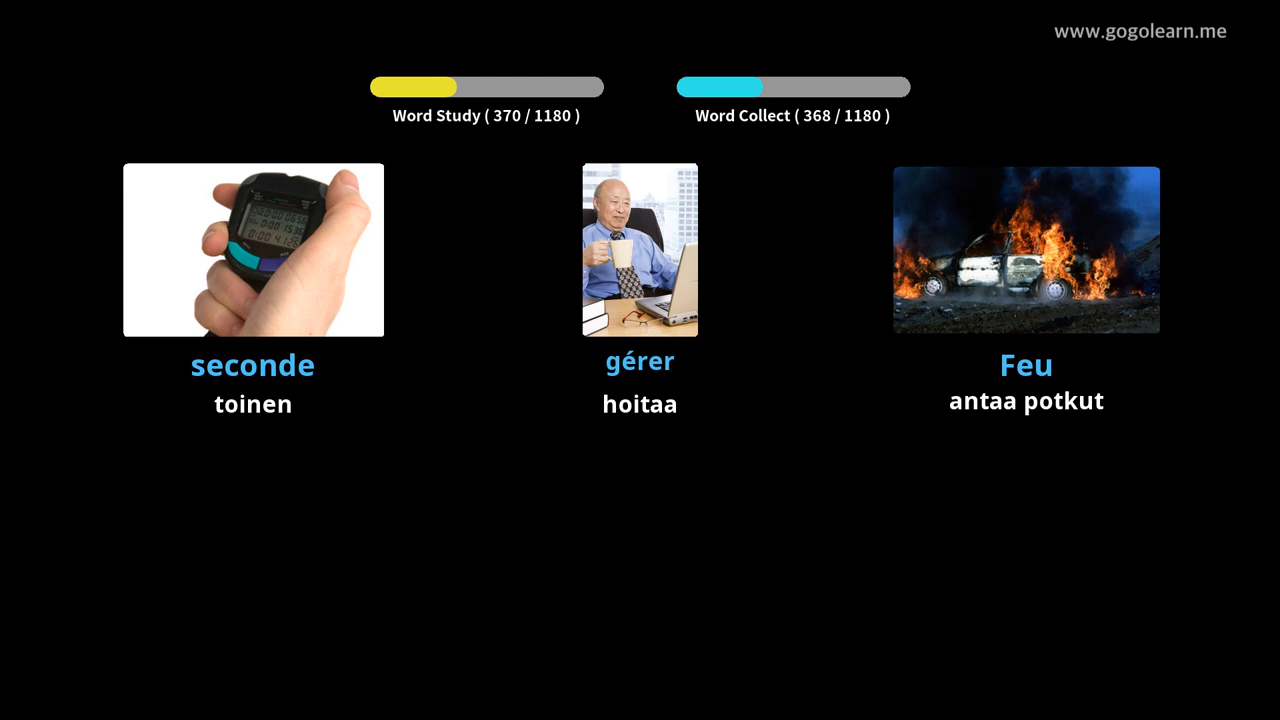 www.gogolearn.me
Word Study ( 370 / 1180 )
Word Collect ( 368 / 1180 )
seconde
toinen
gérer
hoitaa
Feu
antaa potkut